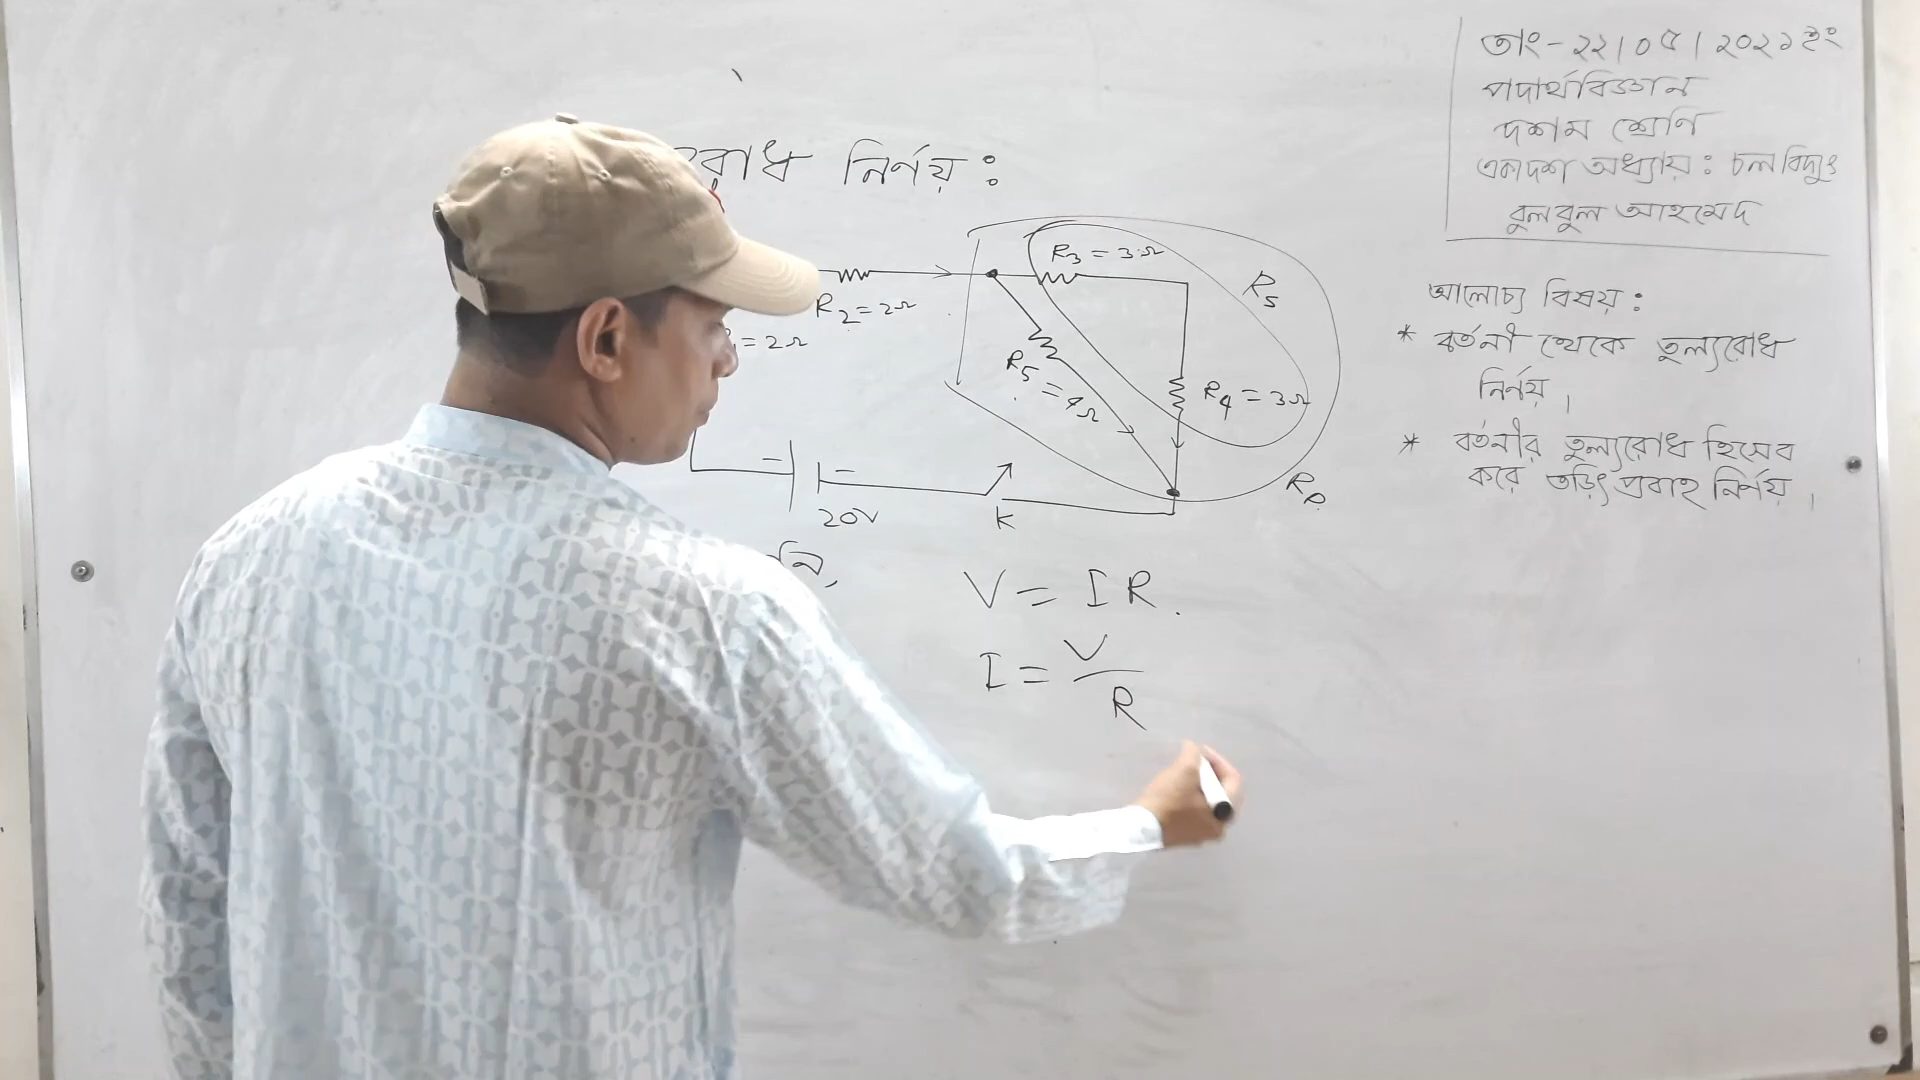 রোধ নির্ণয় :
R₃ = 3Ω
R₂ = 2Ω
= 2Ω
R₅ = 4Ω
R₄ = 3Ω
Rₛ
Rₚ
20V
K
নি,
V = IR.
I = V/R
তাং - ২২/০৫/২০২১ইং
পদার্থবিজ্ঞান
দশম শ্রেণি
একাদশ অধ্যায় : চল বিদ্যুৎ
বুলবুল আহমেদ
আলোচ্য বিষয় :
* বর্তনী থেকে তুল্যরোধ
নির্ণয়।
* বর্তনীর তুল্যরোধ হিসেব
করে তড়িৎ প্রবাহ নির্ণয়।